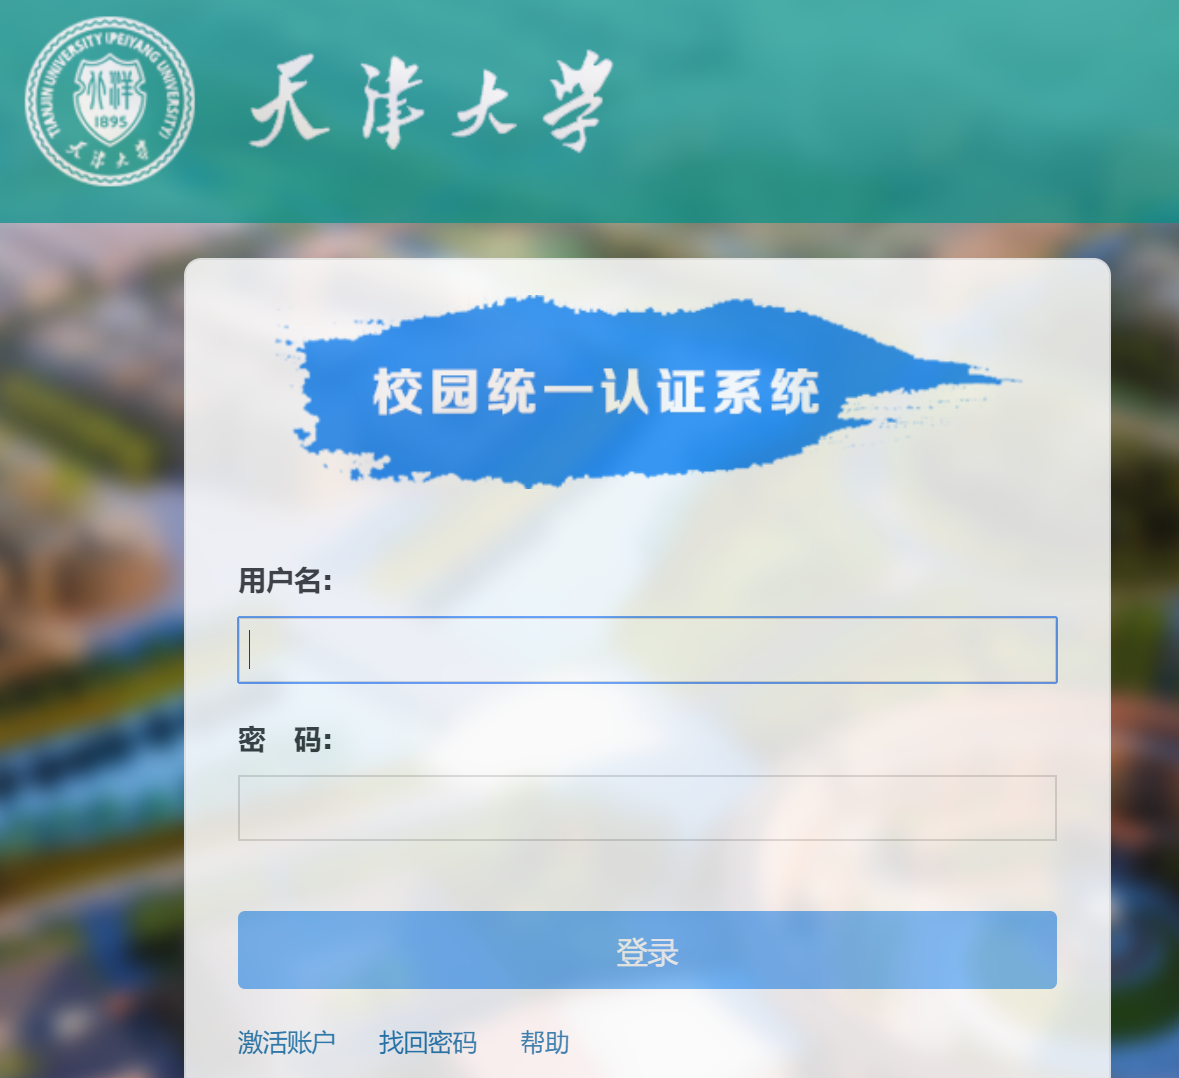 TIANJIN UNIVERSITY (PEIYANG UNIVERSITY)
北洋
1895
天津大学
天津大学
校园统一认证系统
用户名:
密 码:
登录
激活账户 找回密码 帮助